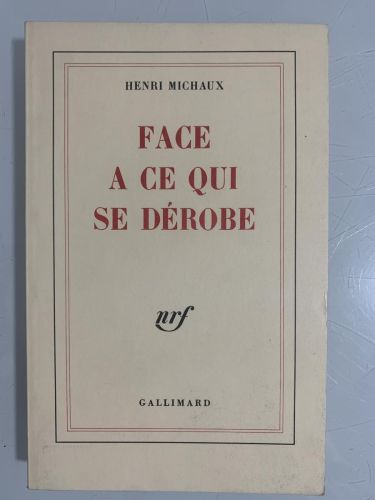 HENRI MICHAUX
FACE
A CE QUI
SE DÉROBE
nrf
GALLIMARD